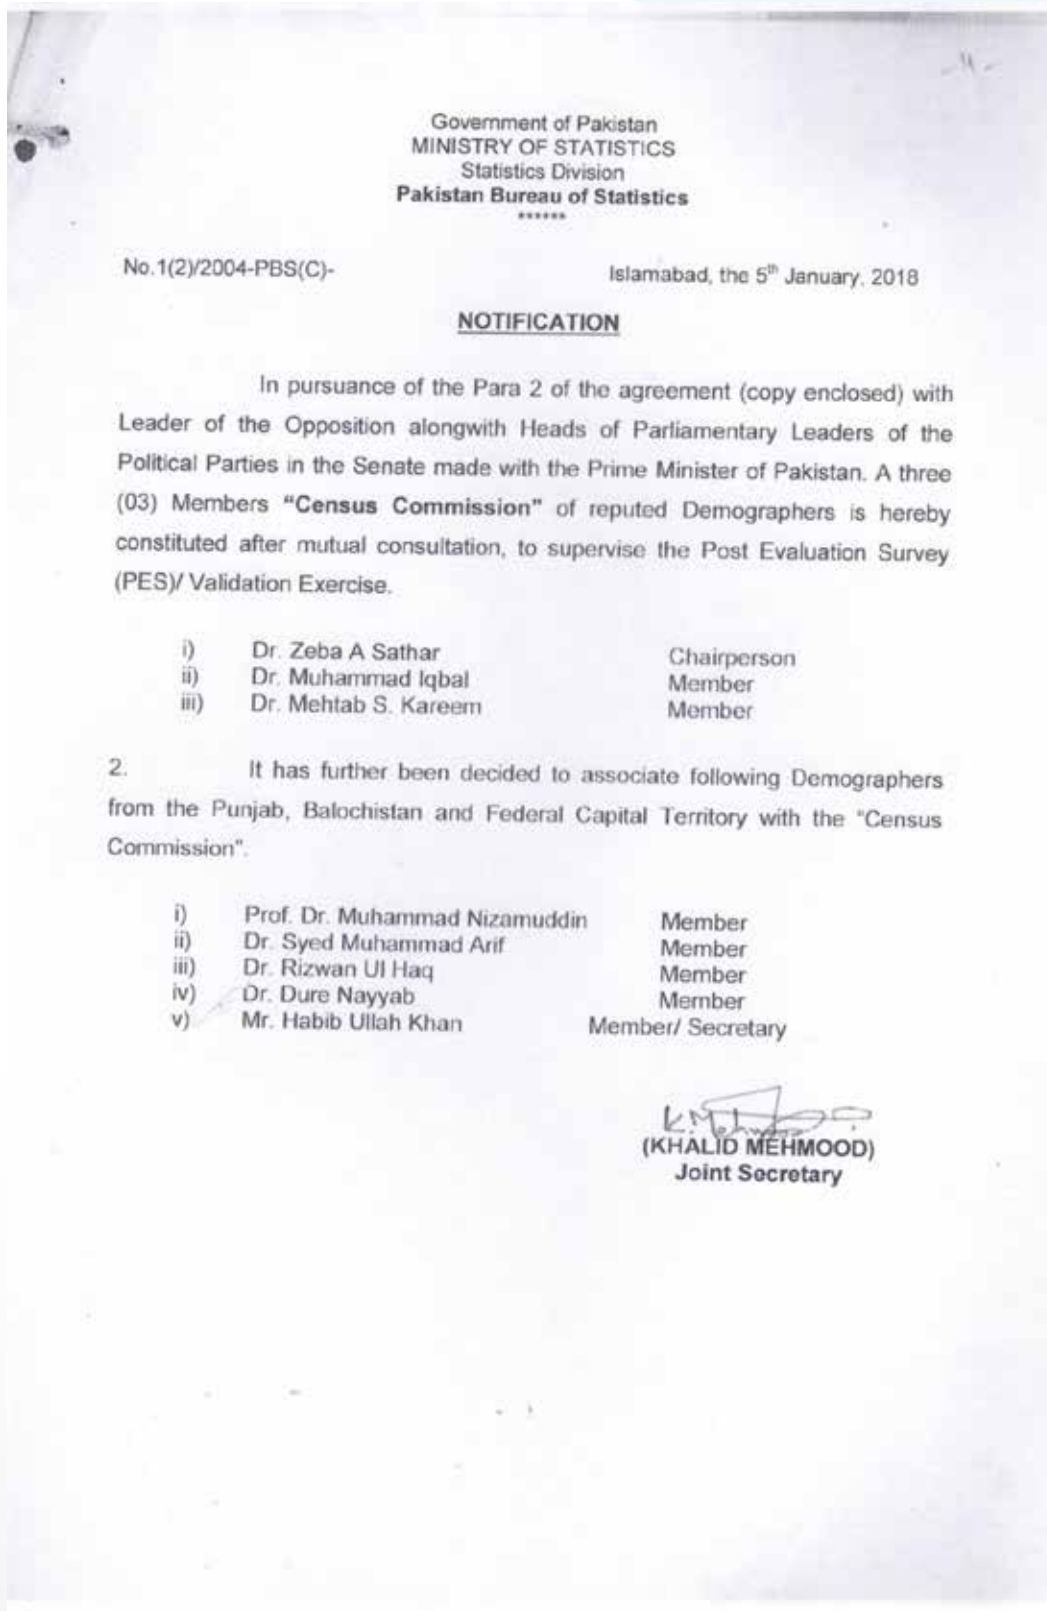 - 11 -
Government of Pakistan
MINISTRY OF STATISTICS
Statistics Division
Pakistan Bureau of Statistics
******
No.1(2)/2004-PBS(C)- Islamabad, the 5th January, 2018
NOTIFICATION
In pursuance of the Para 2 of the agreement (copy enclosed) with
Leader of the Opposition alongwith Heads of Parliamentary Leaders of the
Political Parties in the Senate made with the Prime Minister of Pakistan. A three
(03) Members “Census Commission” of reputed Demographers is hereby
constituted after mutual consultation, to supervise the Post Evaluation Survey
(PES)/ Validation Exercise.
i) Dr. Zeba A Sathar Chairperson
ii) Dr. Muhammad Iqbal Member
iii) Dr. Mehtab S. Kareem Member
2. It has further been decided to associate following Demographers
from the Punjab, Balochistan and Federal Capital Territory with the “Census
Commission”.
i) Prof. Dr. Muhammad Nizamuddin Member
ii) Dr. Syed Muhammad Arif Member
iii) Dr. Rizwan Ul Haq Member
iv) Dr. Dure Nayyab Member
v) Mr. Habib Ullah Khan Member/ Secretary
K. Mehmood
(KHALID MEHMOOD)
Joint Secretary